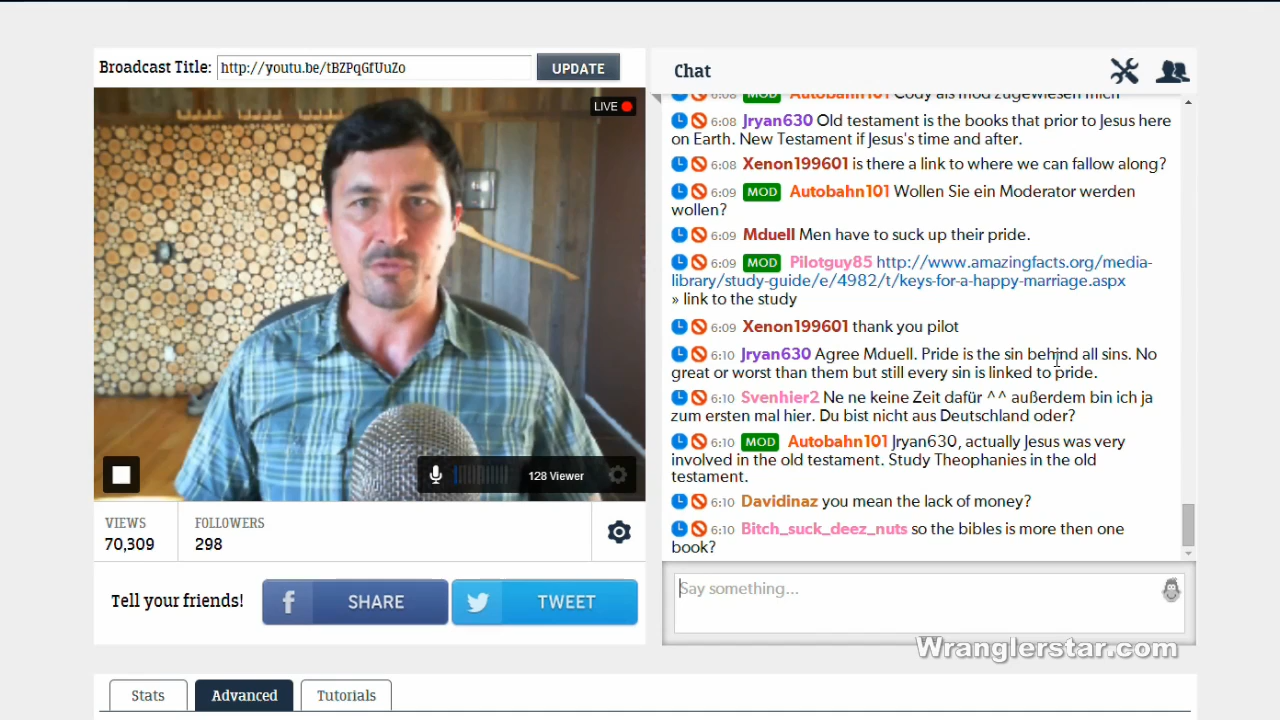 Broadcast Title: http://youtu.be/tBZPqGfUuZo UPDATE
LIVE
128 Viewer
VIEWS
70,309
FOLLOWERS
298
Tell your friends! SHARE TWEET
Chat
6:08 MOD Autobahn101 Cody als mod zugewiesen mich
6:08 Jryan630 Old testament is the books that prior to Jesus here
on Earth. New Testament if Jesus's time and after.
6:08 Xenon199601 is there a link to where we can fallow along?
6:09 MOD Autobahn101 Wollen Sie ein Moderator werden
wollen?
6:09 Mduell Men have to suck up their pride.
6:09 MOD Pilotguy85 http://www.amazingfacts.org/media-
library/study-guide/e/4982/t/keys-for-a-happy-marriage.aspx
» link to the study
6:09 Xenon199601 thank you pilot
6:10 Jryan630 Agree Mduell. Pride is the sin behind all sins. No
great or worst than them but still every sin is linked to pride.
6:10 Svenhier2 Ne ne keine Zeit dafür ^^ außerdem bin ich ja
zum ersten mal hier. Du bist nicht aus Deutschland oder?
6:10 MOD Autobahn101 Jryan630, actually Jesus was very
involved in the old testament. Study Theophanies in the old
testament.
6:10 Davidinaz you mean the lack of money?
6:10 Bitch_suck_deez_nuts so the bibles is more then one
book?
Say something...
Wranglerstar.com
Stats Advanced Tutorials